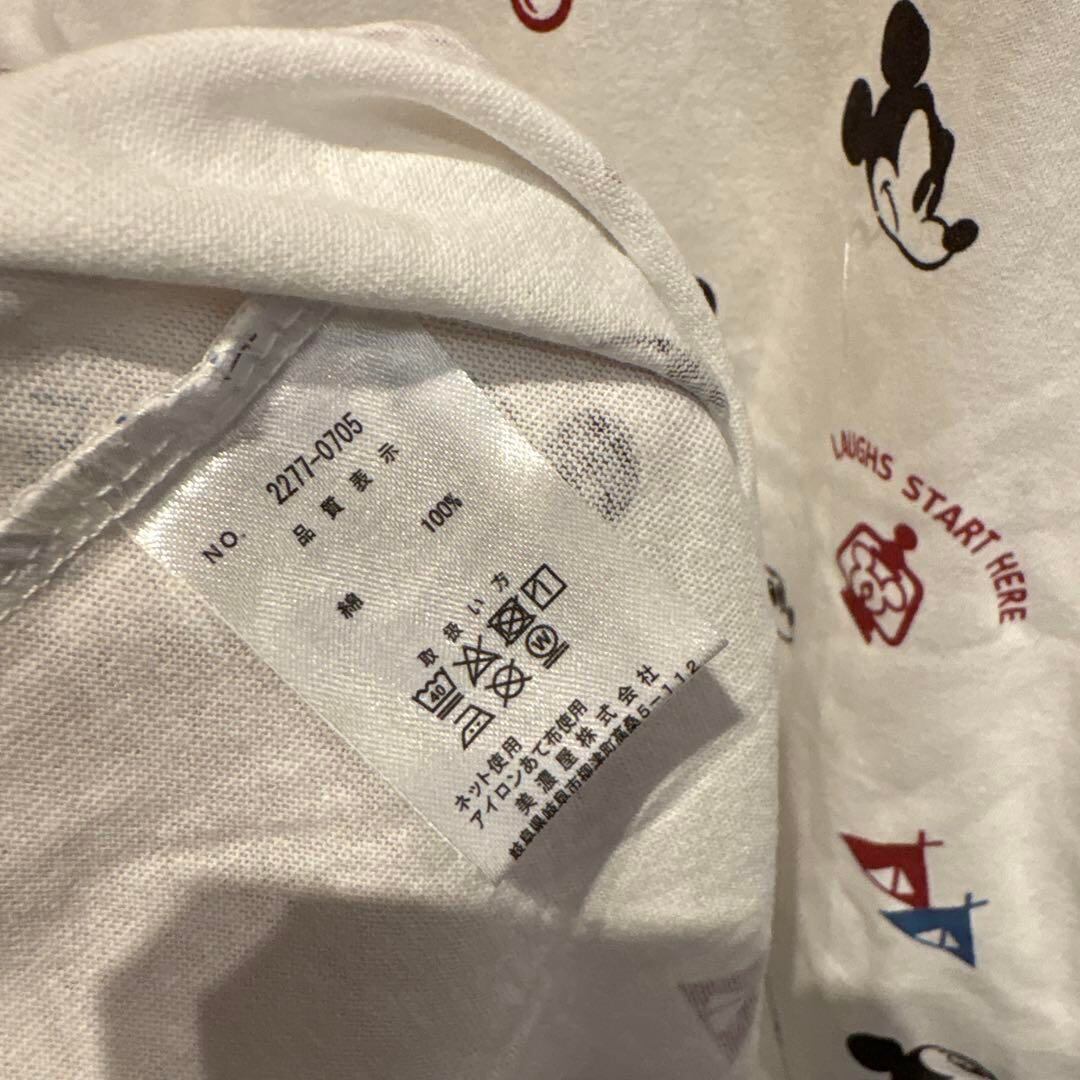 NO. 2277-0705
品質表示
綿 100%
取扱い方
40
W
ネット使用
アイロンあて布使用
美濃屋株式会社
岐阜県岐阜市柳津町高桑5-112
LAUGHS START HERE